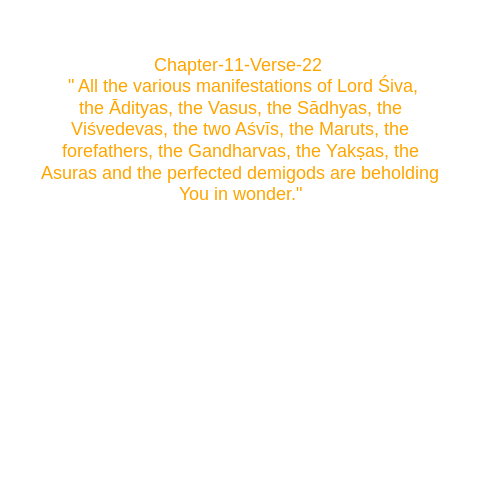 Chapter-11-Verse-22
" All the various manifestations of Lord Śiva,
the Ādityas, the Vasus, the Sādhyas, the
Viśvedevas, the two Aśvīs, the Maruts, the
forefathers, the Gandharvas, the Yakṣas, the
Asuras and the perfected demigods are beholding
You in wonder."